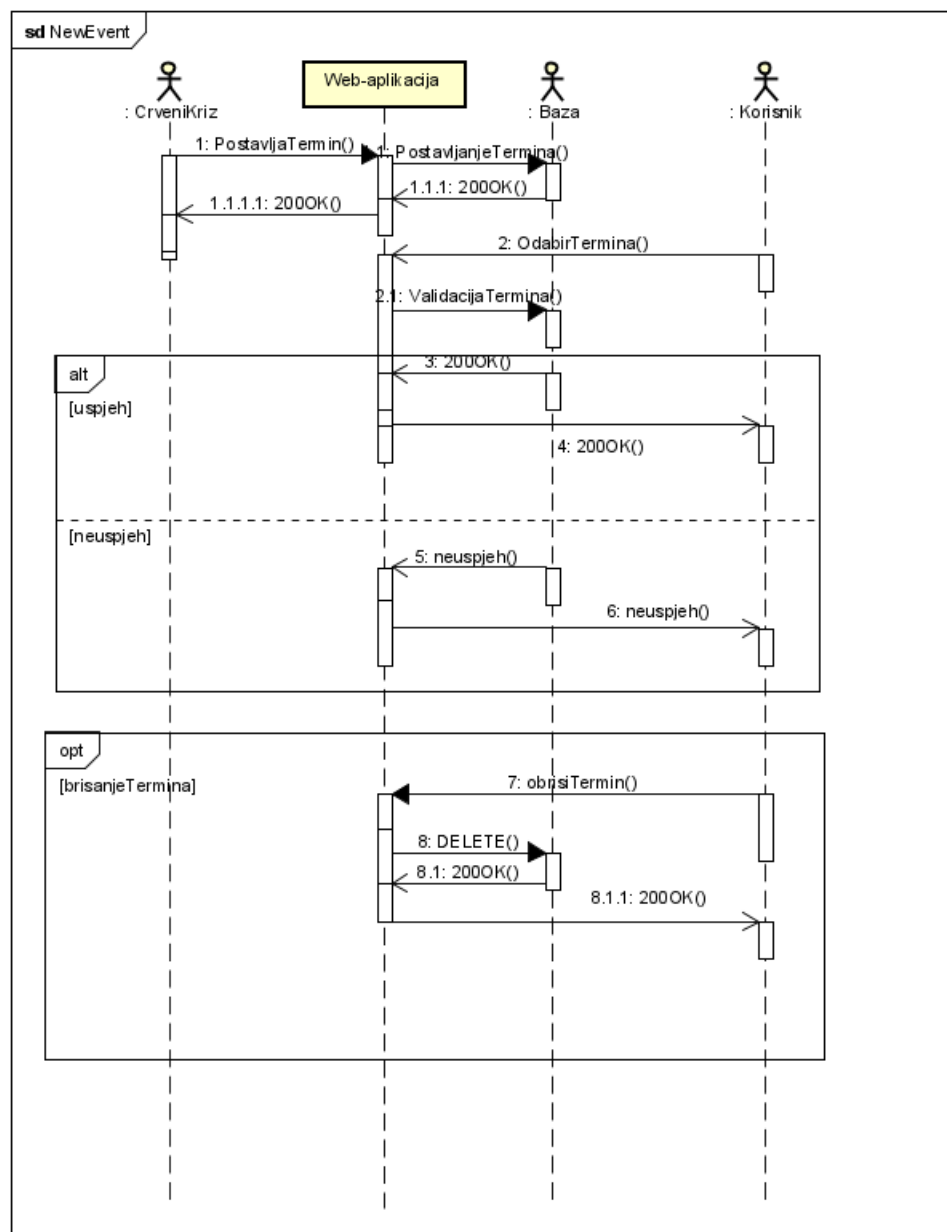 sd NewEvent
Web-aplikacija
: CrveniKriz
: Baza
: Korisnik
1: PostavljaTermin()
1.1: PostavljanjeTermina()
1.1.1: 200OK()
1.1.1.1: 200OK()
2: OdabirTermina()
2.1: ValidacijaTermina()
alt
3: 200OK()
[uspjeh]
4: 200OK()
[neuspjeh]
5: neuspjeh()
6: neuspjeh()
opt
[brisanjeTermina]
7: obrisiTermin()
8: DELETE()
8.1: 200OK()
8.1.1: 200OK()